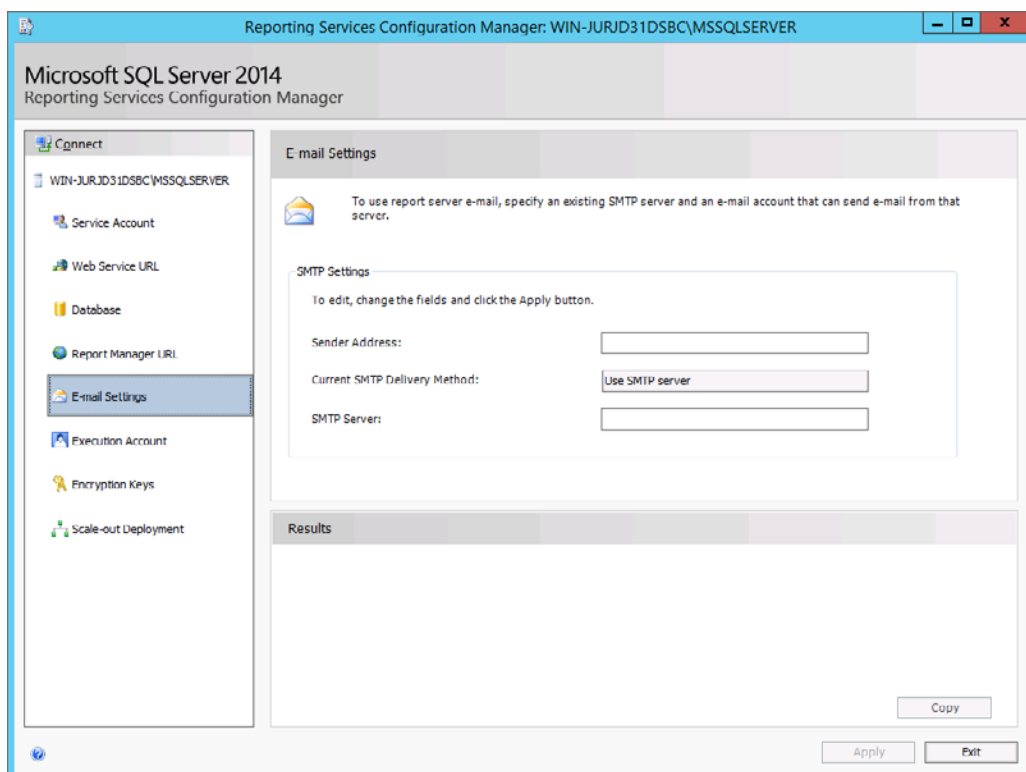 Reporting Services Configuration Manager: WIN-JURJD31DSBC\MSSQLSERVER
Microsoft SQL Server 2014
Reporting Services Configuration Manager
Connect
WIN-JURJD31DSBC\MSSQLSERVER
Service Account
Web Service URL
Database
Report Manager URL
E-mail Settings
Execution Account
Encryption Keys
Scale-out Deployment
E-mail Settings
To use report server e-mail, specify an existing SMTP server and an e-mail account that can send e-mail from that
server.
SMTP Settings
To edit, change the fields and click the Apply button.
Sender Address:
Current SMTP Delivery Method:
Use SMTP server
SMTP Server:
Results
Copy
Apply
Exit